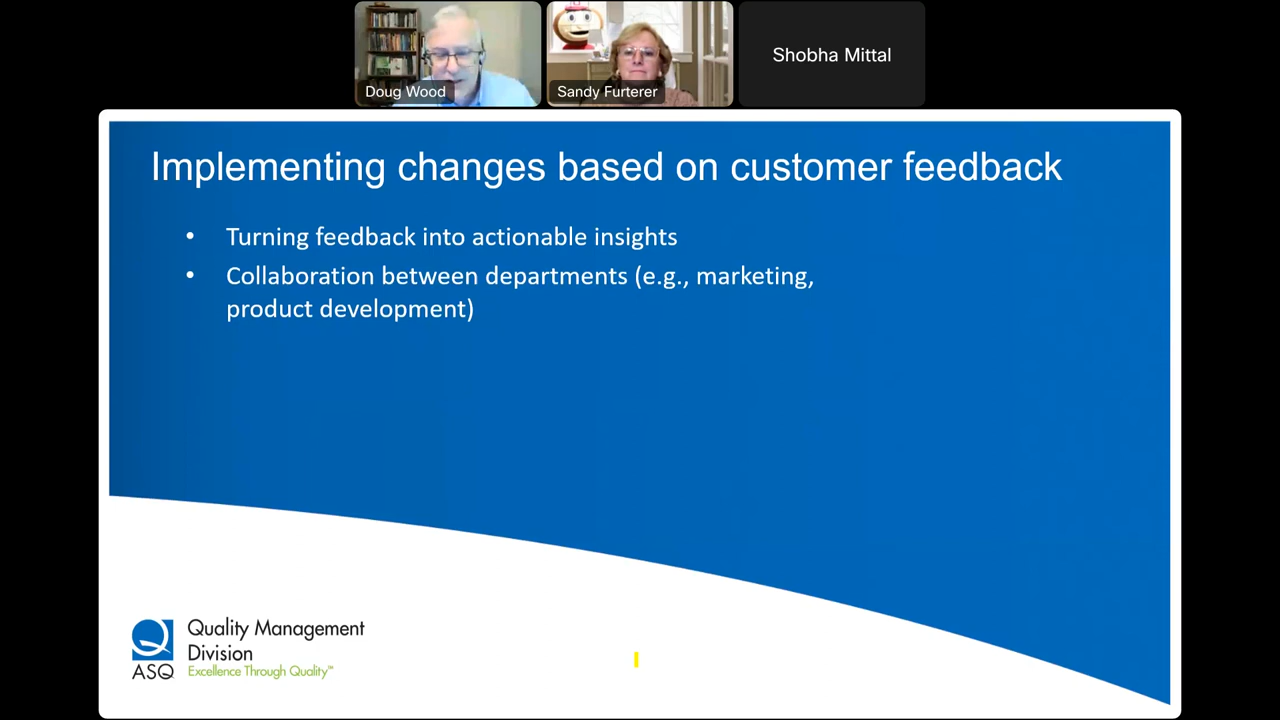 Doug Wood
Sandy Furterer
Shobha Mittal
Implementing changes based on customer feedback
• Turning feedback into actionable insights
• Collaboration between departments (e.g., marketing,
product development)
Quality Management
Division
ASQ Excellence Through Quality™